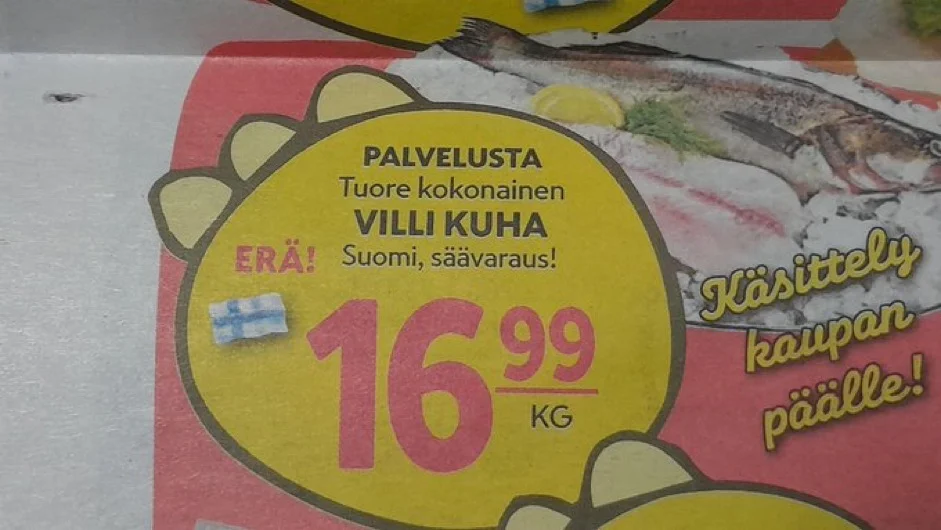 PALVELUSTA
Tuore kokonainen
VILLI KUHA
ERÄ! Suomi, säävaraus!
16 99
KG
Käsittely
kaupan
päälle!